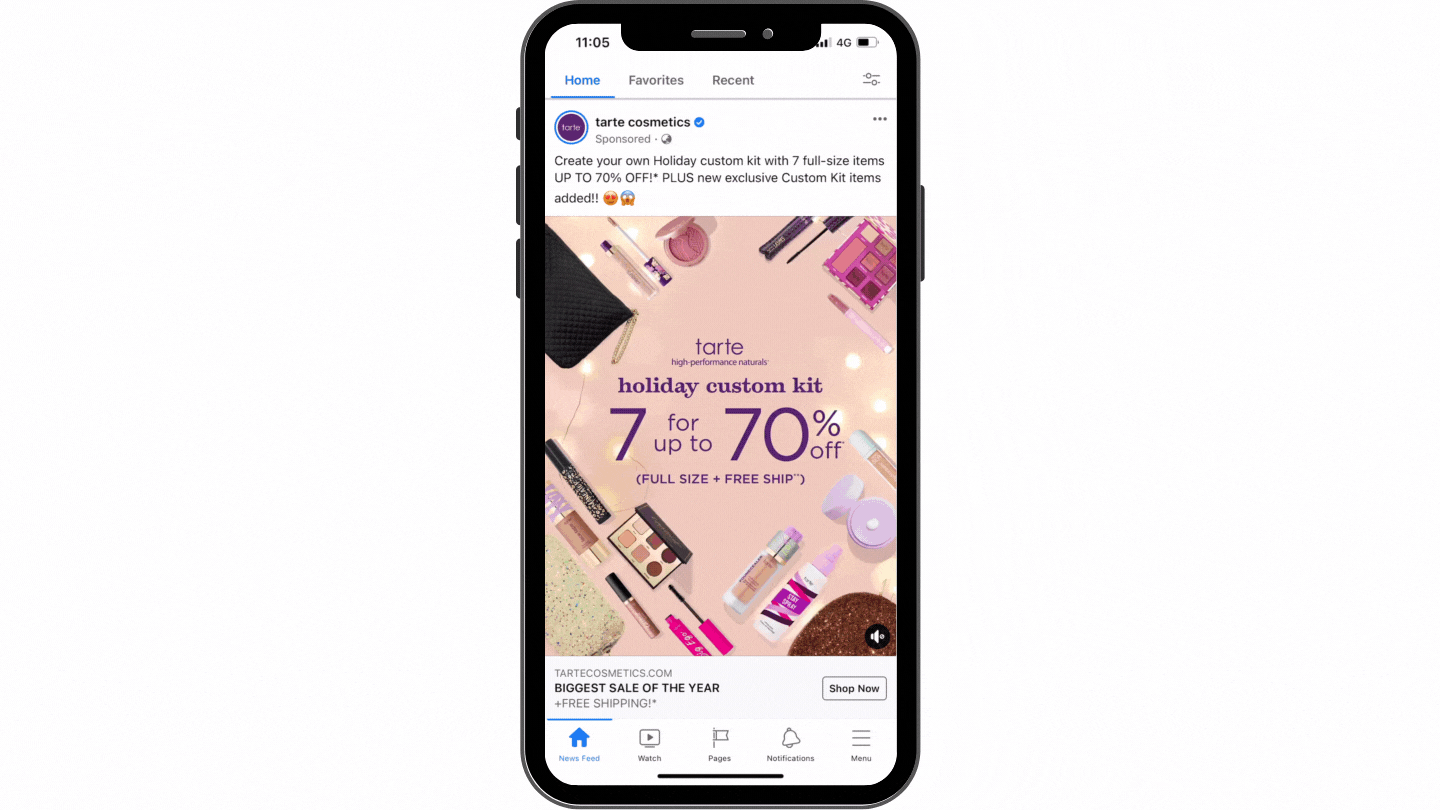 11:05
4G
Home Favorites Recent
tarte
tarte cosmetics
Sponsored ·
Create your own Holiday custom kit with 7 full-size items
UP TO 70% OFF!* PLUS new exclusive Custom Kit items
added!! 😍😱
tarte
high-performance naturals™
holiday custom kit
7 for up to 70% off*
(FULL SIZE + FREE SHIP**)
STAY
SPRAY
TARTECOSMETICS.COM
BIGGEST SALE OF THE YEAR
+FREE SHIPPING!*
Shop Now
News Feed Watch Pages Notifications Menu